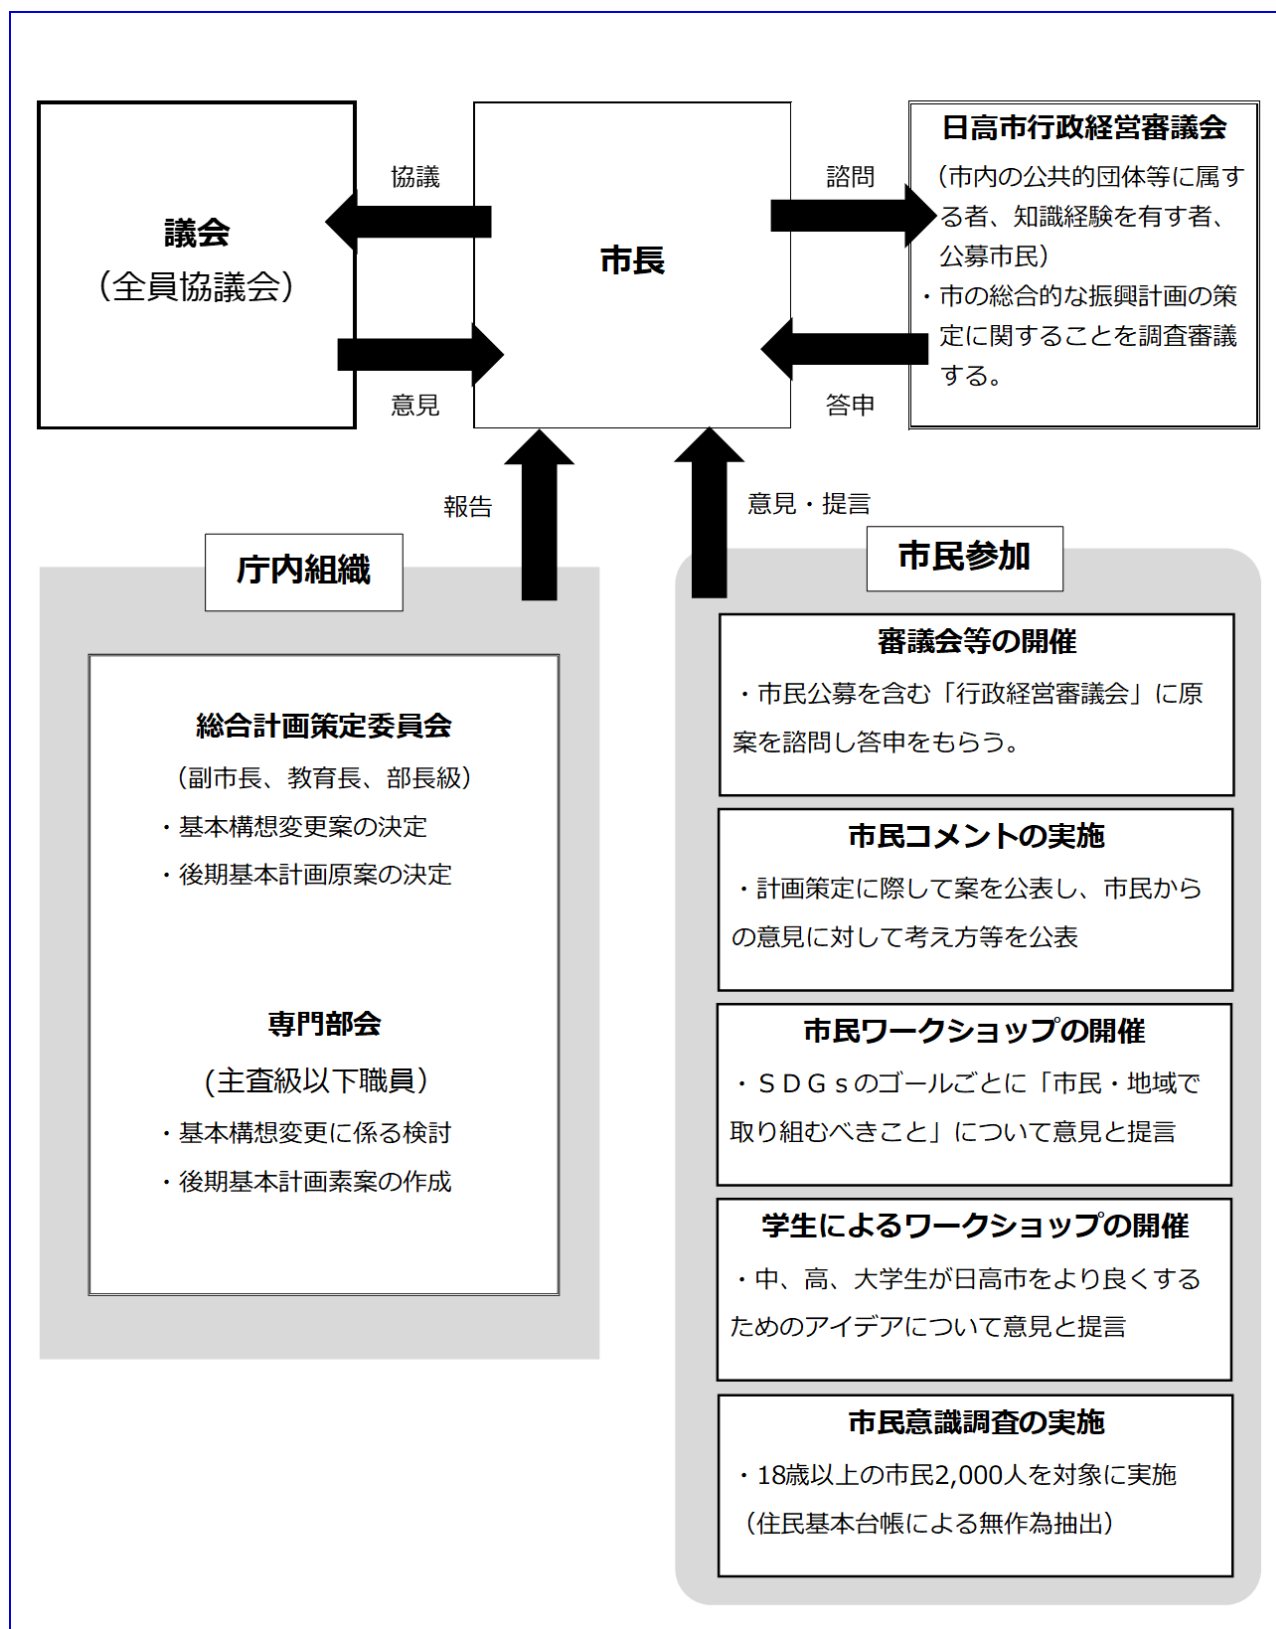 議会
（全員協議会）
協議
意見
市長
諮問
答申
日高市行政経営審議会
（市内の公共的団体等に属す
る者、知識経験を有す者、
公募市民）
・市の総合的な振興計画の策
定に関することを調査審議
する。
報告
意見・提言
庁内組織
総合計画策定委員会
（副市長、教育長、部長級）
・基本構想変更案の決定
・後期基本計画原案の決定
専門部会
(主査級以下職員）
・基本構想変更に係る検討
・後期基本計画素案の作成
市民参加
審議会等の開催
・市民公募を含む「行政経営審議会」に原
案を諮問し答申をもらう。
市民コメントの実施
・計画策定に際して案を公表し、市民から
の意見に対して考え方等を公表
市民ワークショップの開催
・ＳＤＧｓのゴールごとに「市民・地域で
取り組むべきこと」について意見と提言
学生によるワークショップの開催
・中、高、大学生が日高市をより良くする
ためのアイデアについて意見と提言
市民意識調査の実施
・18歳以上の市民2,000人を対象に実施
（住民基本台帳による無作為抽出）